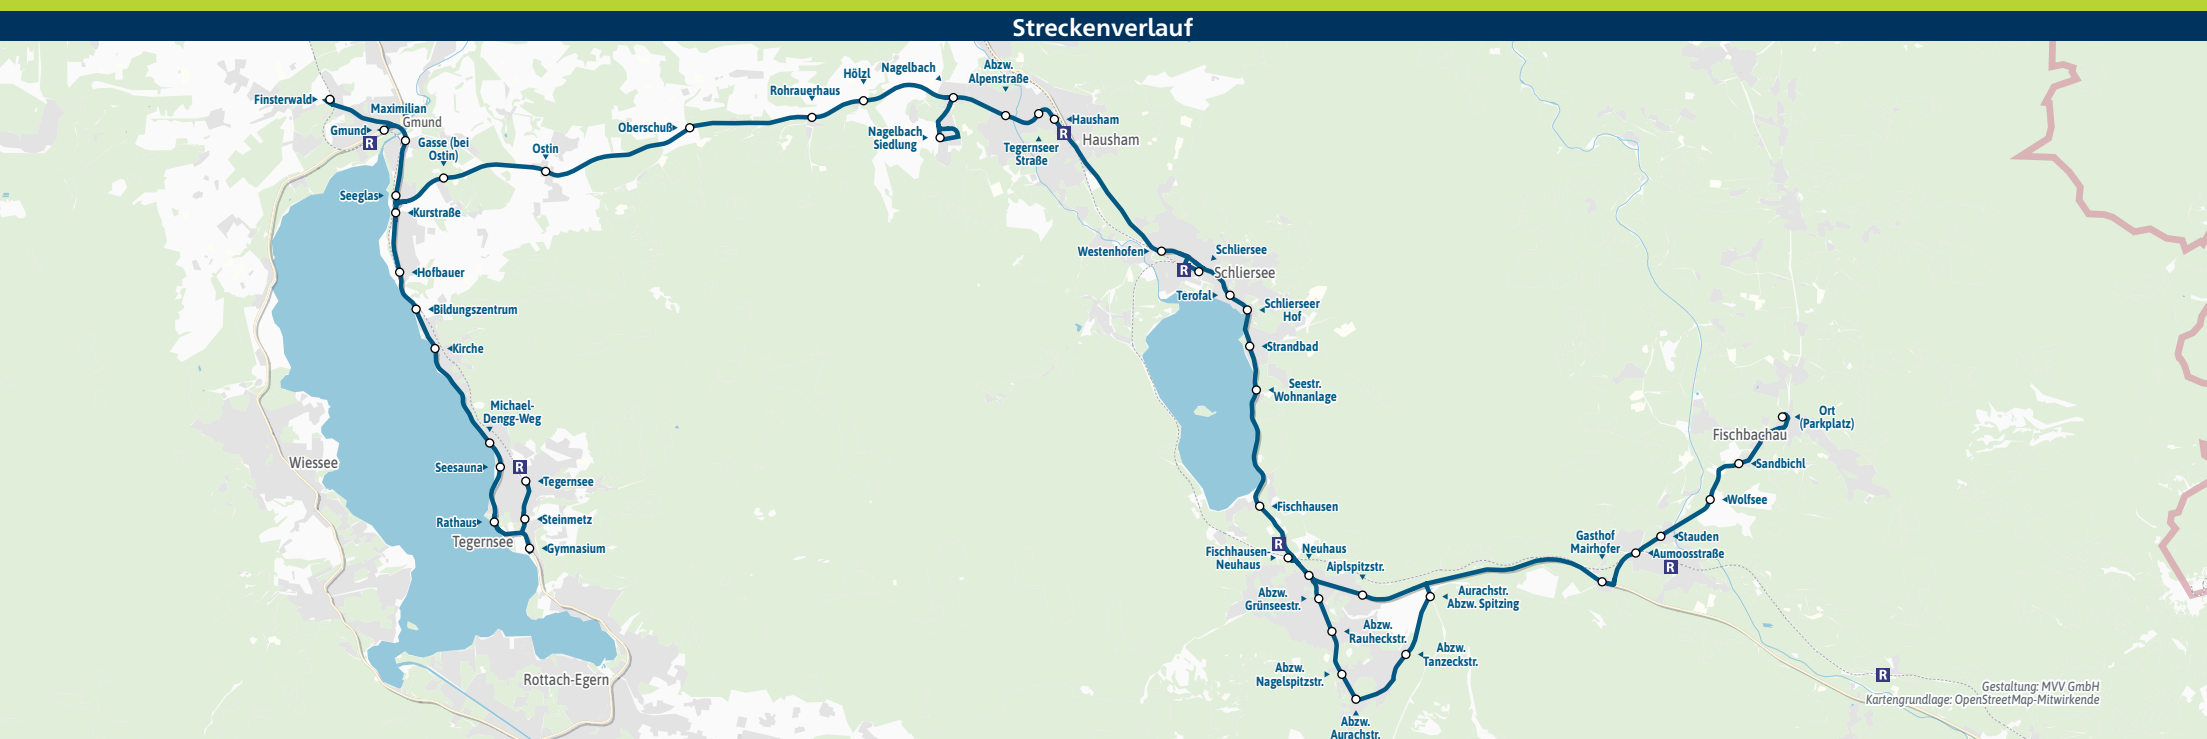 Streckenverlauf
Finsterwald
Maximilian
Gmund
Gmund
R
Gasse (bei
Ostin)
Ostin
Oberschuß
Rohrauerhaus
Hölzl
Nagelbach
Abzw.
Alpenstraße
Nagelbach
Siedlung
Tegernseer
Straße
Hausham
R
Hausham
Seeglas
Kurstraße
Hofbauer
Bildungszentrum
Kirche
Michael-
Dengg-Weg
Seesauna
R
Tegernsee
Steinmetz
Rathaus
Tegernsee
Gymnasium
Wiessee
Rottach-Egern
Westenhofen
Schliersee
R
Schliersee
Terofal
Schlierseer
Hof
Strandbad
Seestr.
Wohnanlage
Fischhausen
R
Fischhausen-
Neuhaus
Neuhaus
Aiplspitzstr.
Abzw.
Grünseestr.
Abzw.
Rauheckstr.
Abzw.
Nagelspitzstr.
Abzw.
Aurachstr.
Abzw.
Tanzeckstr.
Aurachstr.
Abzw. Spitzing
Gasthof
Mairhofer
Aumoosstraße
R
Stauden
Wolfsee
Sandbichl
Fischbachau
Ort
(Parkplatz)
R
Gestaltung: MVV GmbH
Kartengrundlage: OpenStreetMap-Mitwirkende